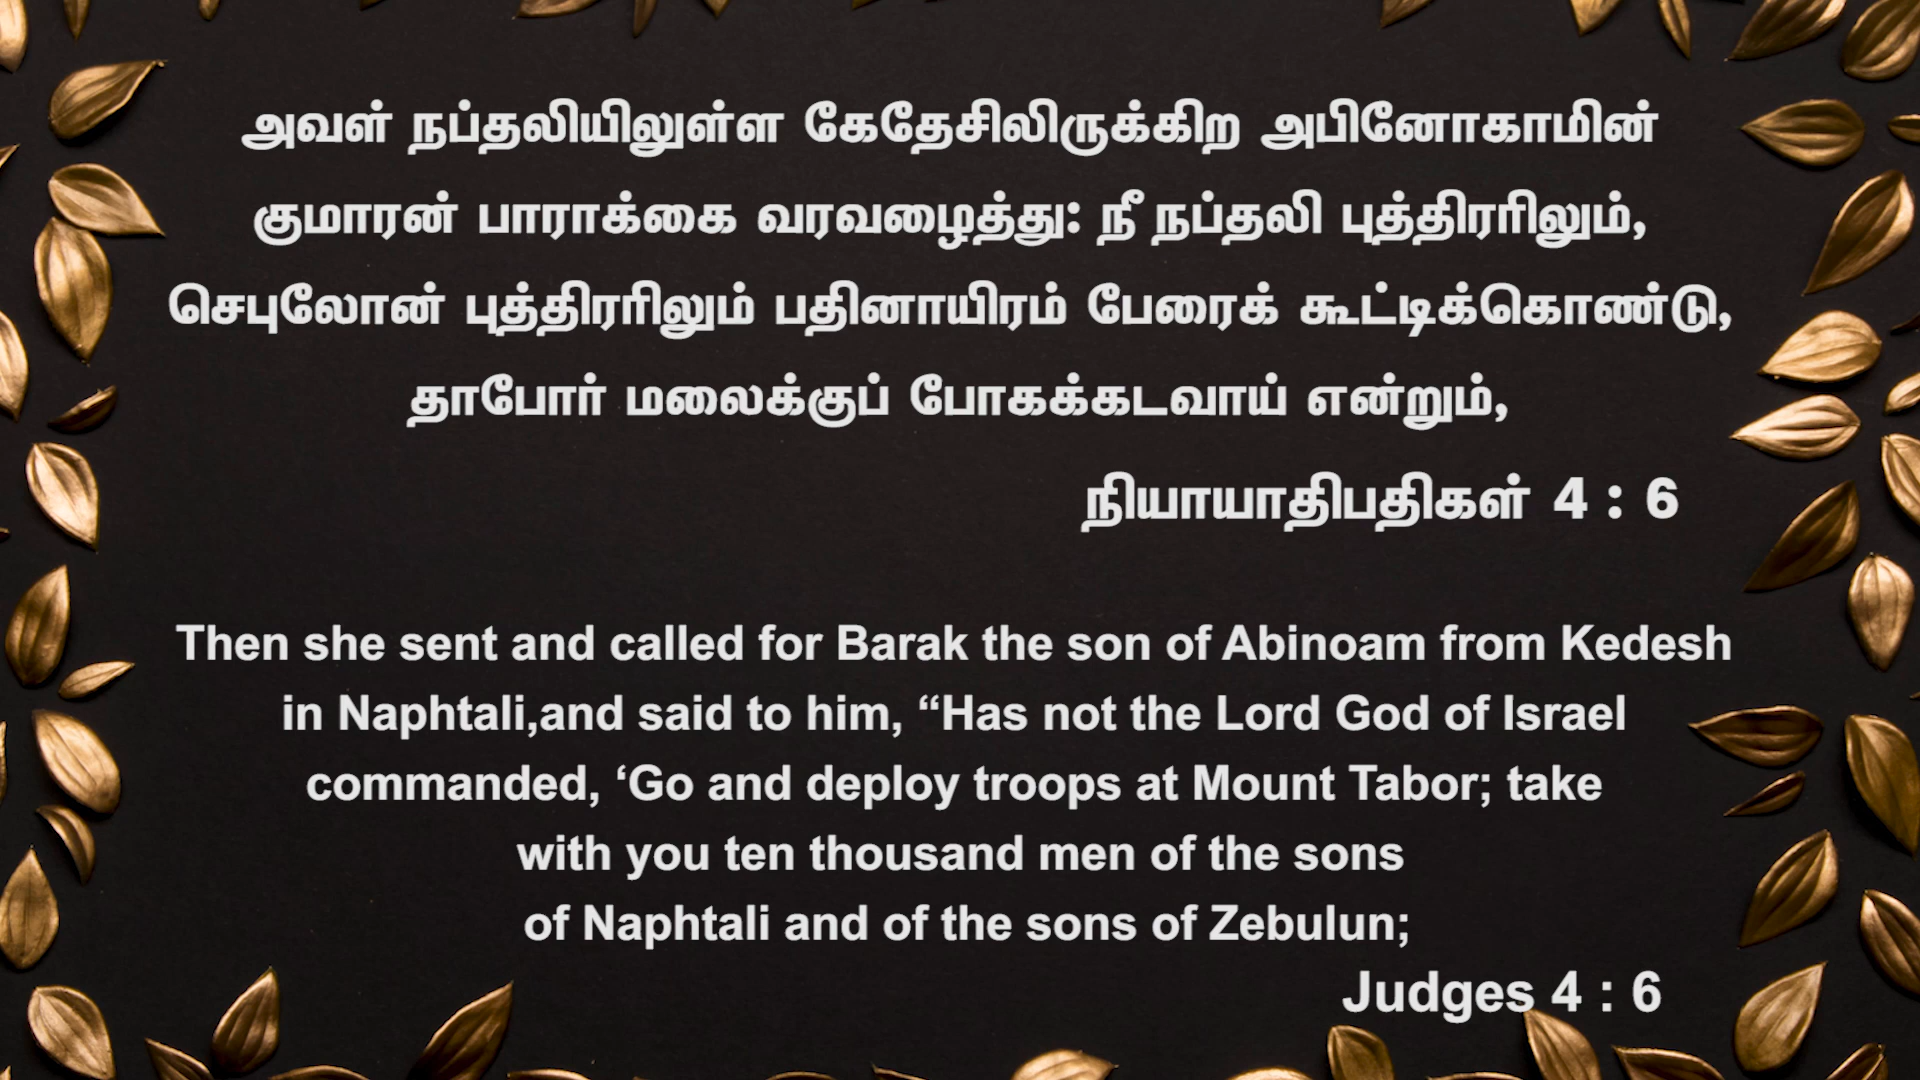 அவள் நப்தலியிலுள்ள கேதேசிலிருக்கிற அபினோகாமின்
குமாரன் பாராக்கை வரவழைத்து: நீ நப்தலி புத்திரரிலும்,
செபுலோன் புத்திரரிலும் பதினாயிரம் பேரைக் கூட்டிக்கொண்டு,
தாபோர் மலைக்குப் போகக்கடவாய் என்றும்,
நியாயாதிபதிகள் 4 : 6
Then she sent and called for Barak the son of Abinoam from Kedesh
in Naphtali,and said to him, “Has not the Lord God of Israel
commanded, ‘Go and deploy troops at Mount Tabor; take
with you ten thousand men of the sons
of Naphtali and of the sons of Zebulun;
Judges 4 : 6